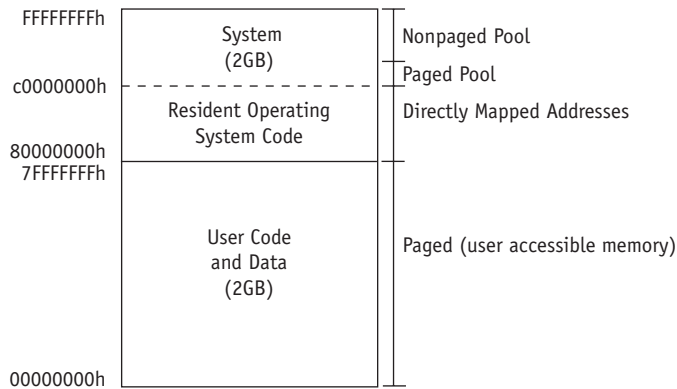 FFFFFFFFh
System
(2GB)
Nonpaged Pool
Paged Pool
c0000000h
Resident Operating
System Code
Directly Mapped Addresses
80000000h
7FFFFFFFh
User Code
and Data
(2GB)
Paged (user accessible memory)
00000000h